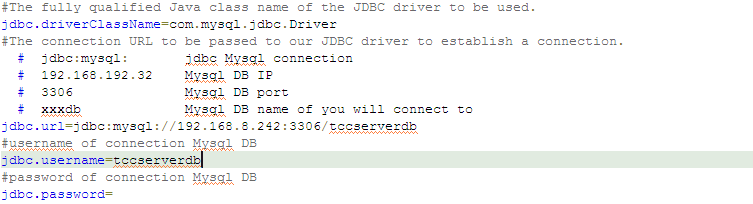 #The fully qualified Java class name of the JDBC driver to be used.
jdbc.driverClassName=com.mysql.jdbc.Driver
#The connection URL to be passed to our JDBC driver to establish a connection.
  #  jdbc:mysql:       jdbc Mysql connection
  #  192.168.192.32    Mysql DB IP
  #  3306              Mysql DB port
  #  xxxdb             Mysql DB name of you will connect to
jdbc.url=jdbc:mysql://192.168.8.242:3306/tccserverdb
#username of connection Mysql DB
jdbc.username=tccserverdb
#password of connection Mysql DB
jdbc.password=